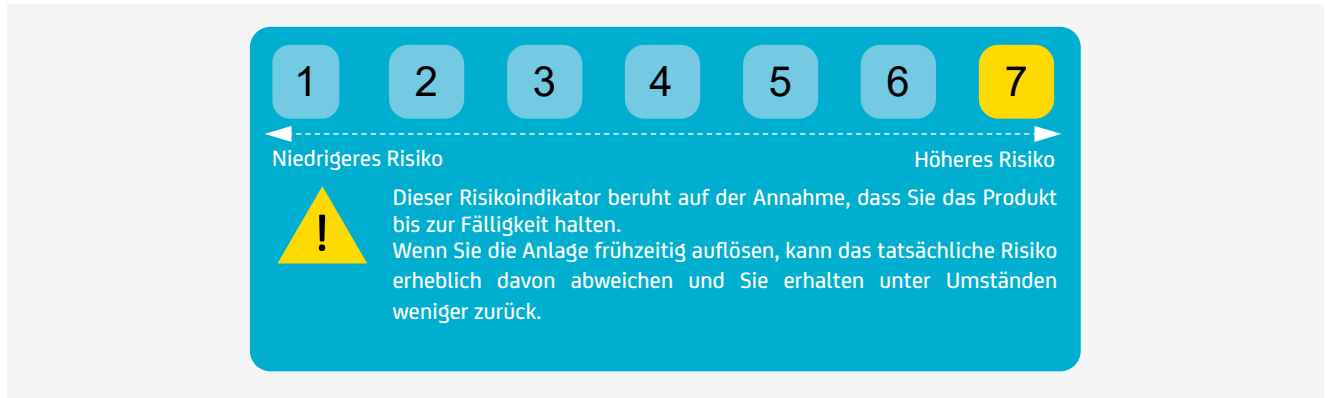 1 2 3 4 5 6 7
Niedrigeres Risiko Höheres Risiko
!
Dieser Risikoindikator beruht auf der Annahme, dass Sie das Produkt
bis zur Fälligkeit halten.
Wenn Sie die Anlage frühzeitig auflösen, kann das tatsächliche Risiko
erheblich davon abweichen und Sie erhalten unter Umständen
weniger zurück.